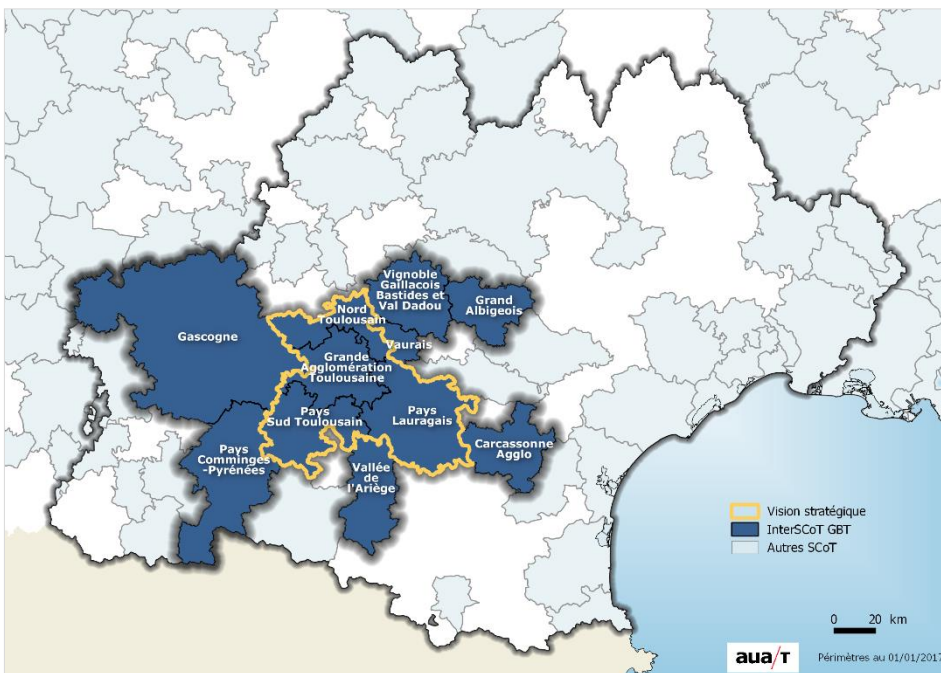 Vignoble
Gaillacois
Bastides et
Val Dadou
Grand
Albigeois
Nord
Toulousain
Gascogne
Vaurais
Grande
Agglomération
Toulousaine
Pays
Sud Toulousain
Pays
Lauragais
Carcassonne
Agglo
Pays
Comminges
-Pyrénées
Vallée
de
l'Ariège
Vision stratégique
InterSCoT GBT
Autres SCoT
0 20 km
aua/T
Périmètres au 01/01/2017